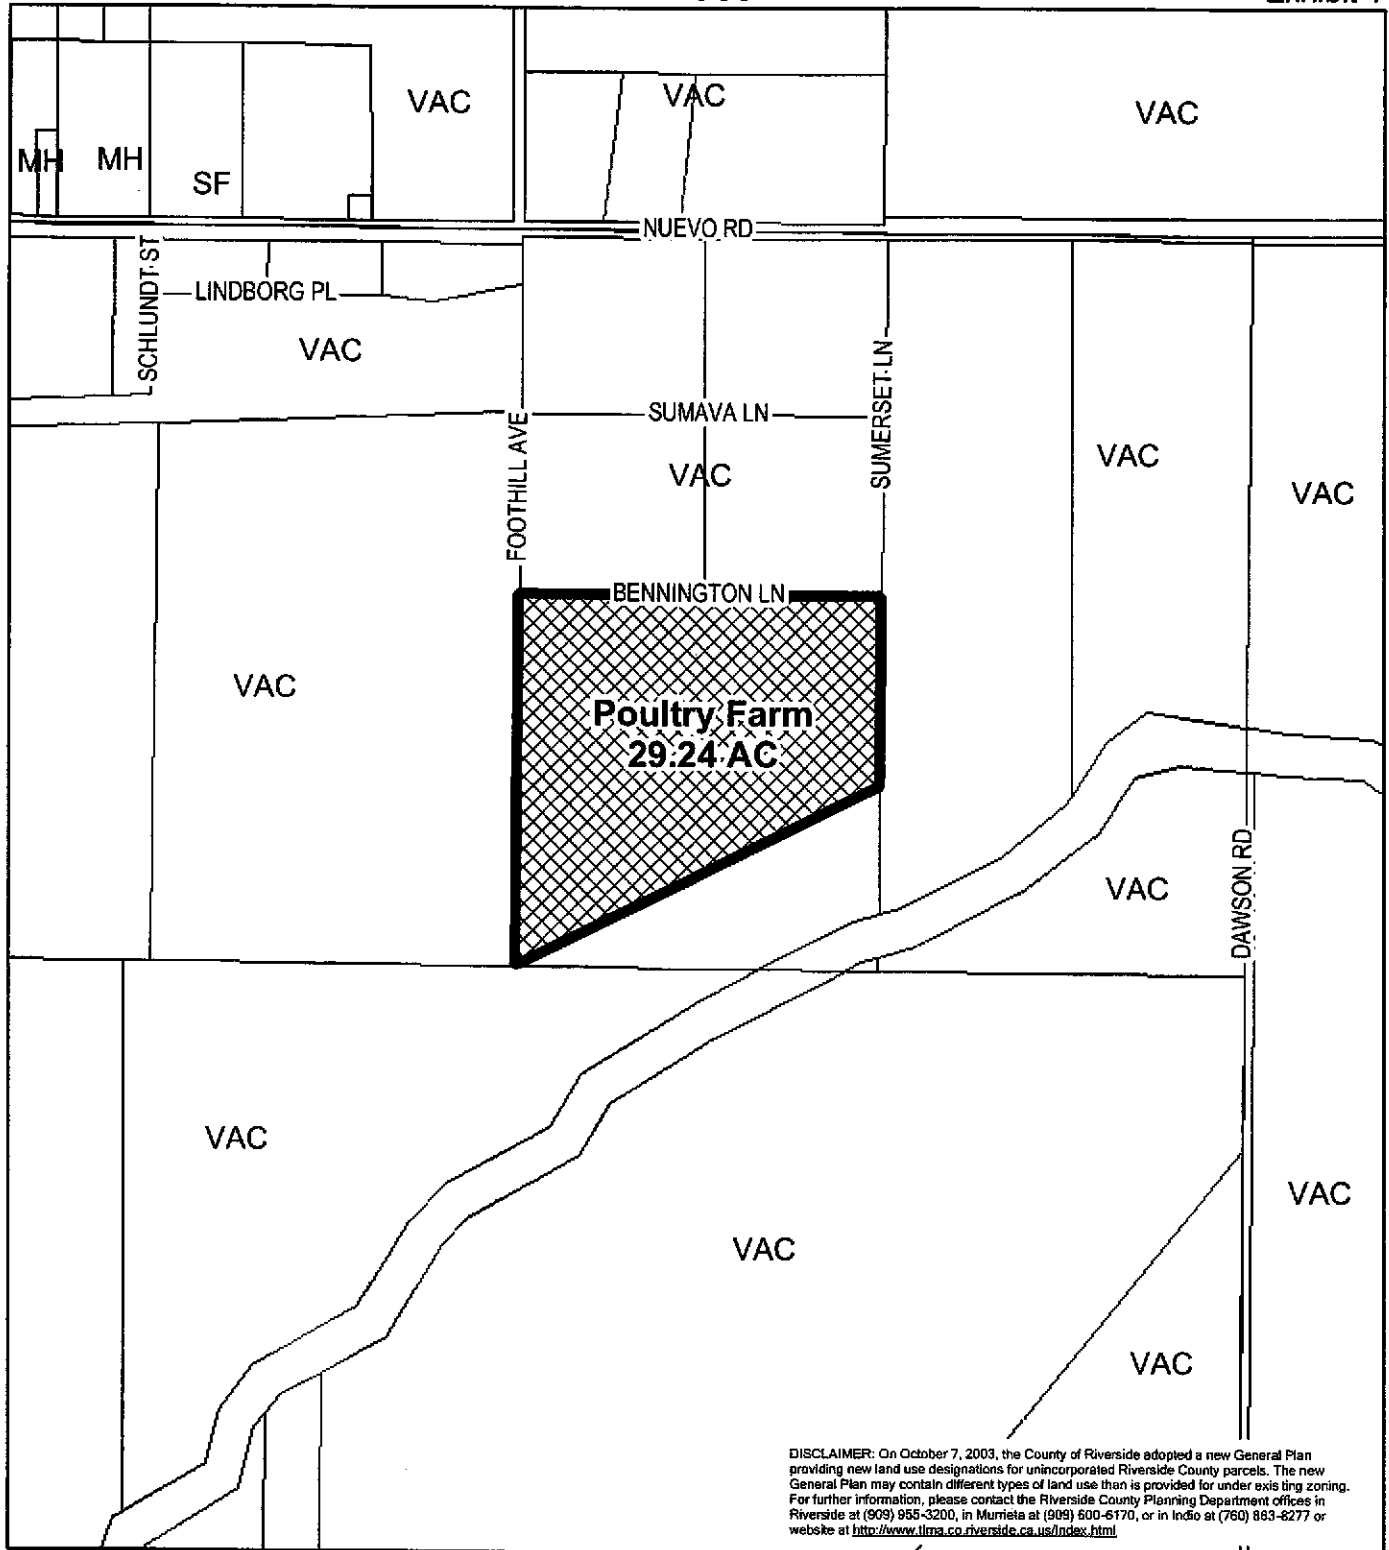 VAC
VAC
VAC
MH
MH
SF
NUEVO RD
SCHLUNDT ST
LINDBORG PL
VAC
SUMERSET LN
SUMAVA LN
FOOTHILL AVE
VAC
VAC
VAC
BENNINGTON LN
VAC
Poultry Farm
29.24 AC
VAC
DAWSON RD
VAC
VAC
VAC
VAC
DISCLAIMER: On October 7, 2003, the County of Riverside adopted a new General Plan
providing new land use designations for unincorporated Riverside County parcels. The new
General Plan may contain different types of land use than is provided for under existing zoning.
For further information, please contact the Riverside County Planning Department offices in
Riverside at (909) 955-3200, in Murrieta at (909) 600-6170, or in Indio at (760) 863-8277 or
website at http://www.tlma.co.riverside.ca.us/index.html